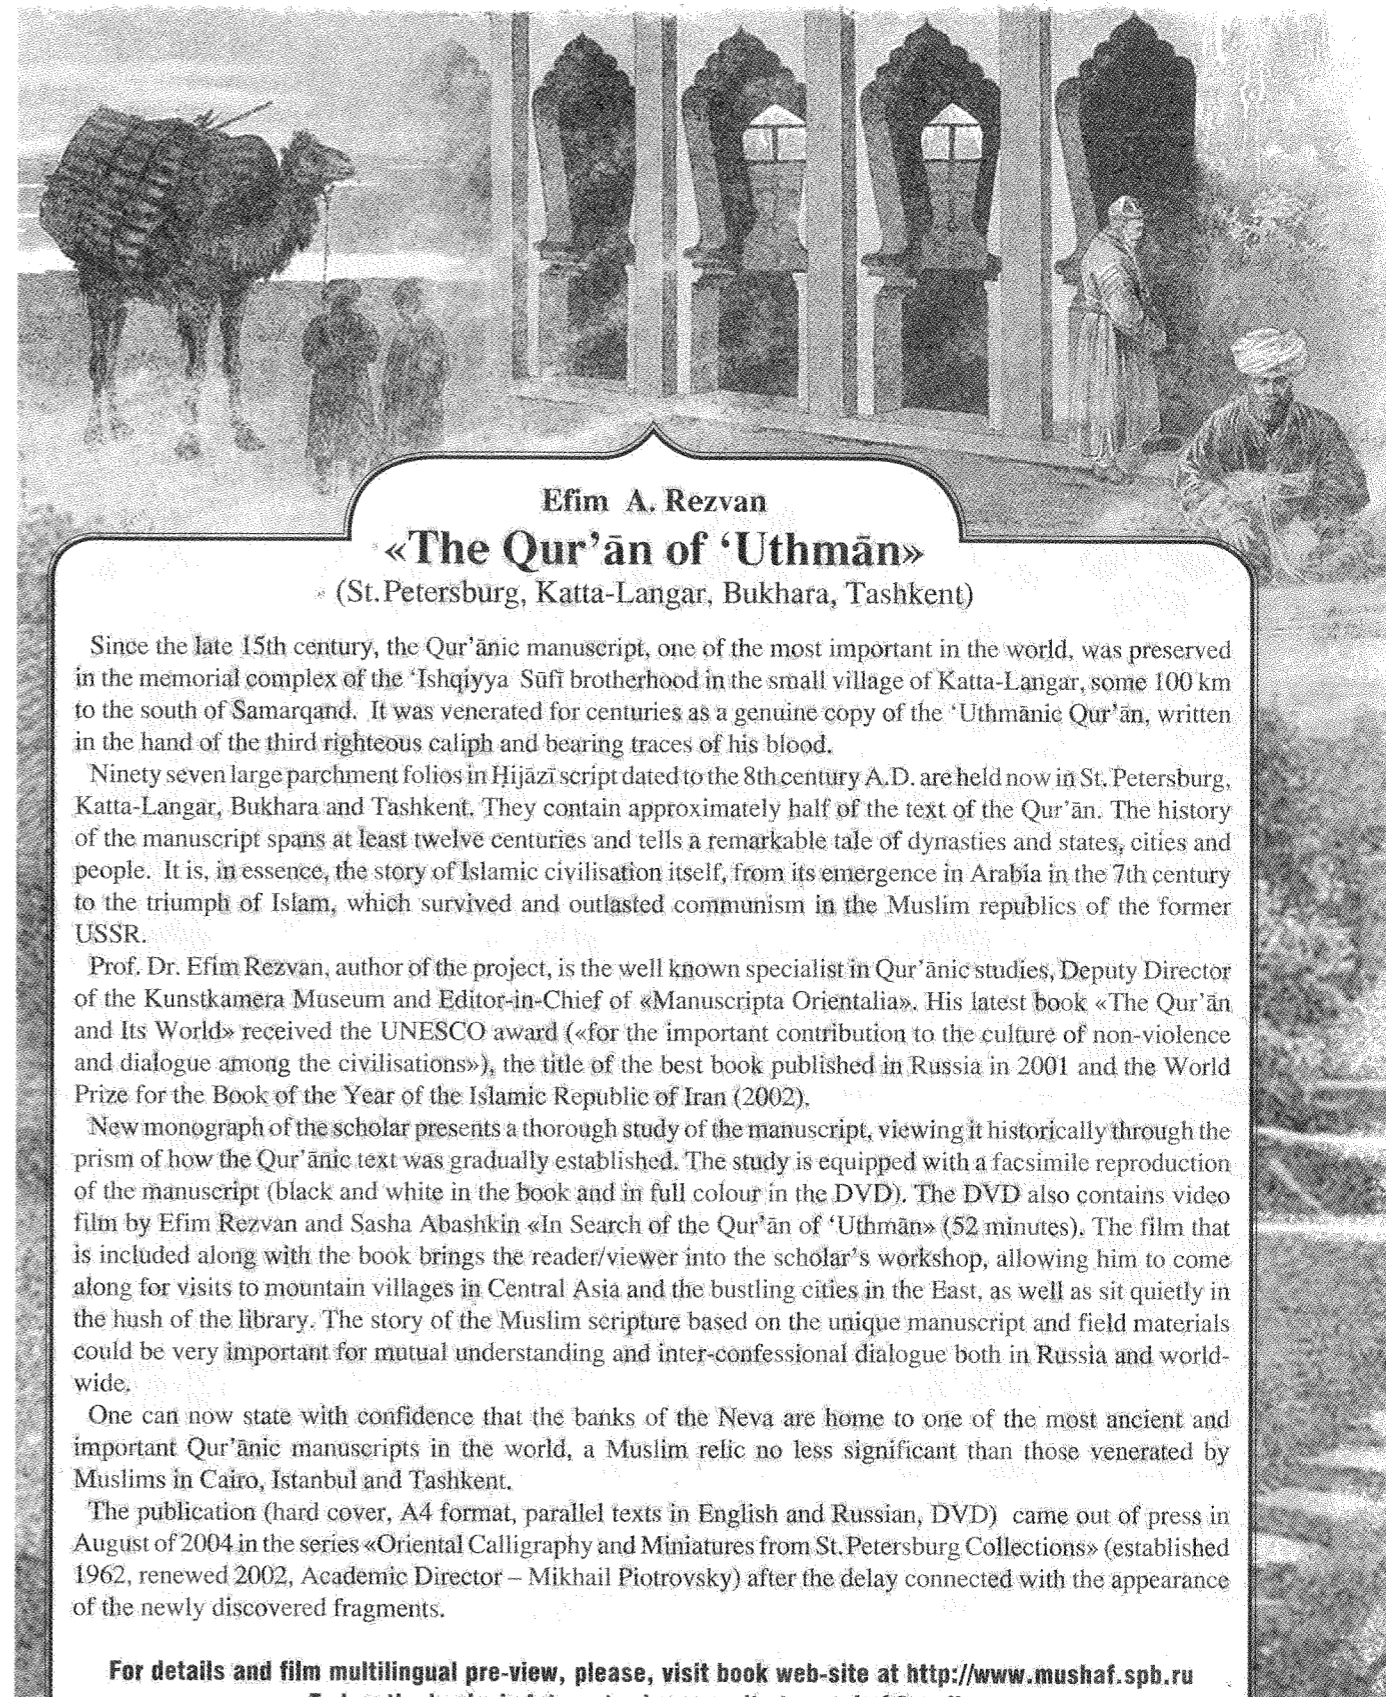 Efim A. Rezvan
«The Qur’ān of ‘Uthmān»
(St.Petersburg, Katta-Langar, Bukhara, Tashkent)
Since the late 15th century, the Qur’ānic manuscript, one of the most important in the world, was preserved
in the memorial complex of the ‘Ishqiyya Sūfī brotherhood in the small village of Katta-Langar, some 100 km
to the south of Samarqand. It was venerated for centuries as a genuine copy of the ‘Uthmānic Qur’ān, written
in the hand of the third righteous caliph and bearing traces of his blood.
Ninety seven large parchment folios in Ḥijāzī script dated to the 8th century A.D. are held now in St. Petersburg,
Katta-Langar, Bukhara and Tashkent. They contain approximately half of the text of the Qur’ān. The history
of the manuscript spans at least twelve centuries and tells a remarkable tale of dynasties and states, cities and
people. It is, in essence, the story of Islamic civilisation itself, from its emergence in Arabia in the 7th century
to the triumph of Islam, which survived and outlasted communism in the Muslim republics of the former
USSR.
Prof. Dr. Efim Rezvan, author of the project, is the well known specialist in Qur’ānic studies, Deputy Director
of the Kunstkamera Museum and Editor-in-Chief of «Manuscripta Orientalia». His latest book «The Qur’ān
and Its World» received the UNESCO award («for the important contribution to the culture of non-violence
and dialogue among the civilisations»), the title of the best book published in Russia in 2001 and the World
Prize for the Book of the Year of the Islamic Republic of Iran (2002).
New monograph of the scholar presents a thorough study of the manuscript, viewing it historically through the
prism of how the Qur’ānic text was gradually established. The study is equipped with a facsimile reproduction
of the manuscript (black and white in the book and in full colour in the DVD). The DVD also contains video
film by Efim Rezvan and Sasha Abashkin «In Search of the Qur’ān of ‘Uthmān» (52 minutes). The film that
is included along with the book brings the reader/viewer into the scholar’s workshop, allowing him to come
along for visits to mountain villages in Central Asia and the bustling cities in the East, as well as sit quietly in
the hush of the library. The story of the Muslim scripture based on the unique manuscript and field materials
could be very important for mutual understanding and inter-confessional dialogue both in Russia and world-
wide.
One can now state with confidence that the banks of the Neva are home to one of the most ancient and
important Qur’ānic manuscripts in the world, a Muslim relic no less significant than those venerated by
Muslims in Cairo, Istanbul and Tashkent.
The publication (hard cover, A4 format, parallel texts in English and Russian, DVD) came out of press in
August of 2004 in the series «Oriental Calligraphy and Miniatures from St.Petersburg Collections» (established
1962, renewed 2002, Academic Director – Mikhail Piotrovsky) after the delay connected with the appearance
of the newly discovered fragments.
For details and film multilingual pre-view, please, visit book web-site at http://www.mushaf.spb.ru